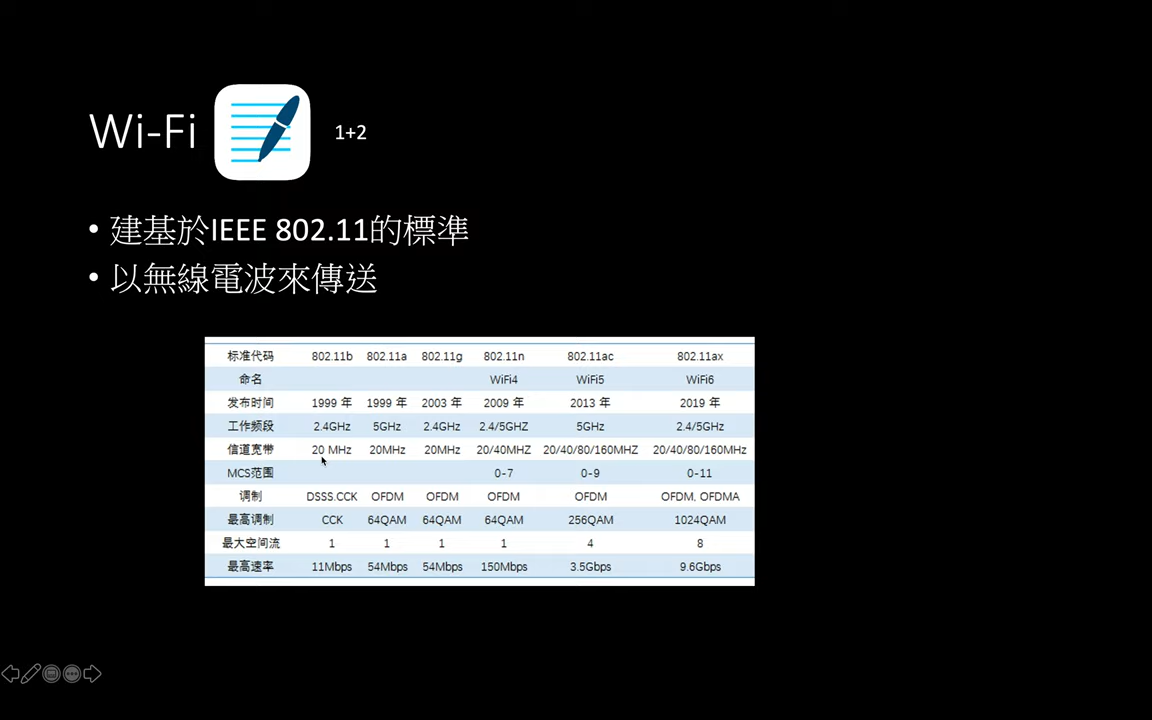 Wi-Fi 1+2
• 建基於IEEE 802.11的標準
• 以無線電波來傳送
标准代码 802.11b 802.11a 802.11g 802.11n 802.11ac 802.11ax
命名 WiFi4 WiFi5 WiFi6
发布时间 1999 年 1999 年 2003 年 2009 年 2013 年 2019 年
工作频段 2.4GHz 5GHz 2.4GHz 2.4/5GHZ 5GHz 2.4/5GHz
信道宽带 20 MHz 20MHz 20MHz 20/40MHZ 20/40/80/160MHZ 20/40/80/160MHz
MCS范围 0-7 0-9 0-11
调制 DSSS.CCK OFDM OFDM OFDM OFDM OFDM, OFDMA
最高调制 CCK 64QAM 64QAM 64QAM 256QAM 1024QAM
最大空间流 1 1 1 1 4 8
最高速率 11Mbps 54Mbps 54Mbps 150Mbps 3.5Gbps 9.6Gbps